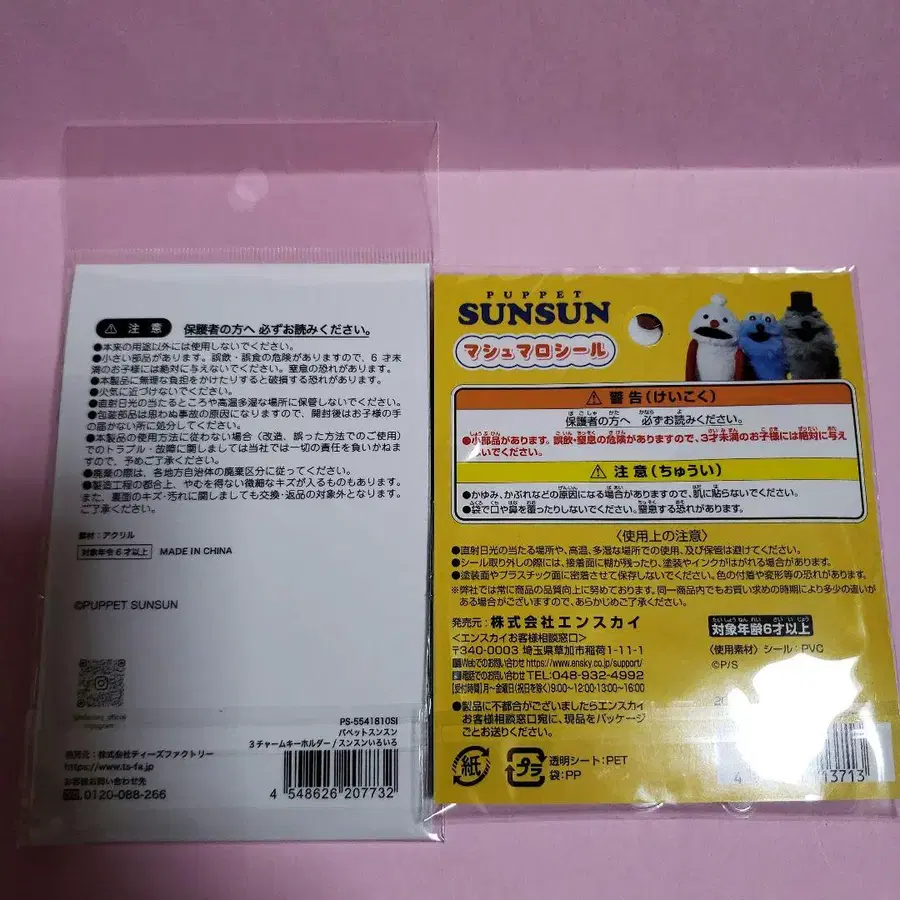 ⚠ 注意 保護者の方へ 必ずお読みください。
●本来の用途以外には使用しないでください。
●小さい部品があります。誤飲・誤食の危険がありますので、6才未
満のお子様には絶対に与えないでください。窒息の恐れがあります。
●本製品に無理な負担をかけたりすると破損する恐れがあります。
●火気に近づけないでください。
●直射日光の当たるところや高温多湿な場所に保管しないでください。
●包装部品は思わぬ事故の原因になりますので、開封後はお子様の手
の届かない所に処分してください。
●本製品の使用方法に従わない場合（改造、誤った方法でのご使用）
でのトラブル・故障に関しましては当社では一切の責任を負いかねま
すので、予めご了承ください。
●廃棄の際は、各地方自治体の廃棄区分に従ってください。
●製造工程の都合上、やむを得ない微細なキズが入るものもあります。
また、裏面のキズ・汚れに関しましても交換・返品の対象外となります。
ご了承ください。
素材：アクリル
対象年令6才以上 MADE IN CHINA
©PUPPET SUNSUN
PS-5541810SI
パペットスンスン
3チャームキーホルダー/スンスンいろいろ
発売元：株式会社ティーズファクトリー
https://www.ts-fa.jp
お客様お問い合わせ先
0120-088-266
4 548626 207732
PUPPET
SUNSUN
マシュマロシール
⚠ 警告（けいこく）
保護者の方へ 必ずお読みください。
●小部品があります。誤飲・窒息の危険がありますので、3才未満のお子様には絶対に与え
ないでください。
⚠ 注意（ちゅうい）
●かゆみ、かぶれなどの原因になる場合がありますので、肌に貼らないでください。
●袋で口や鼻を覆ったりしないでください。窒息する恐れがあります。
〈使用上の注意〉
●直射日光の当たる場所や、高温、多湿な場所での使用、及び保管は避けてください。
●シール取り外しの際には、接着面に糊が残ったり、塗装やインクがはがれる場合があります。
●塗装面やプラスチック面に密着させて保存しないでください。色の付着や変形等の恐れがあります。
※弊社では常に商品の品質向上に努めております。同一商品内でもお買い求めの時期により多少の違いが
ある場合がございますので、あらかじめご了承ください。
発売元：株式会社エンスカイ
<エンスカイお客様相談窓口>
〒340-0003 埼玉県草加市稲荷1-11-1
Webでのお問い合わせ https://www.ensky.co.jp/support/
電話でのお問い合わせ TEL:048-932-4992
【受付時間】月〜金曜日(祝日を除く)9:00〜12:00・13:00〜16:00
●製品に不都合がございましたらエンスカイ
お客様相談窓口宛に、現品をパッケージ
ごとお送りください。
対象年齢6才以上
〈使用素材〉シール：PVC
©P/S
紙 プラ 透明シート：PET
袋：PP
4 13713